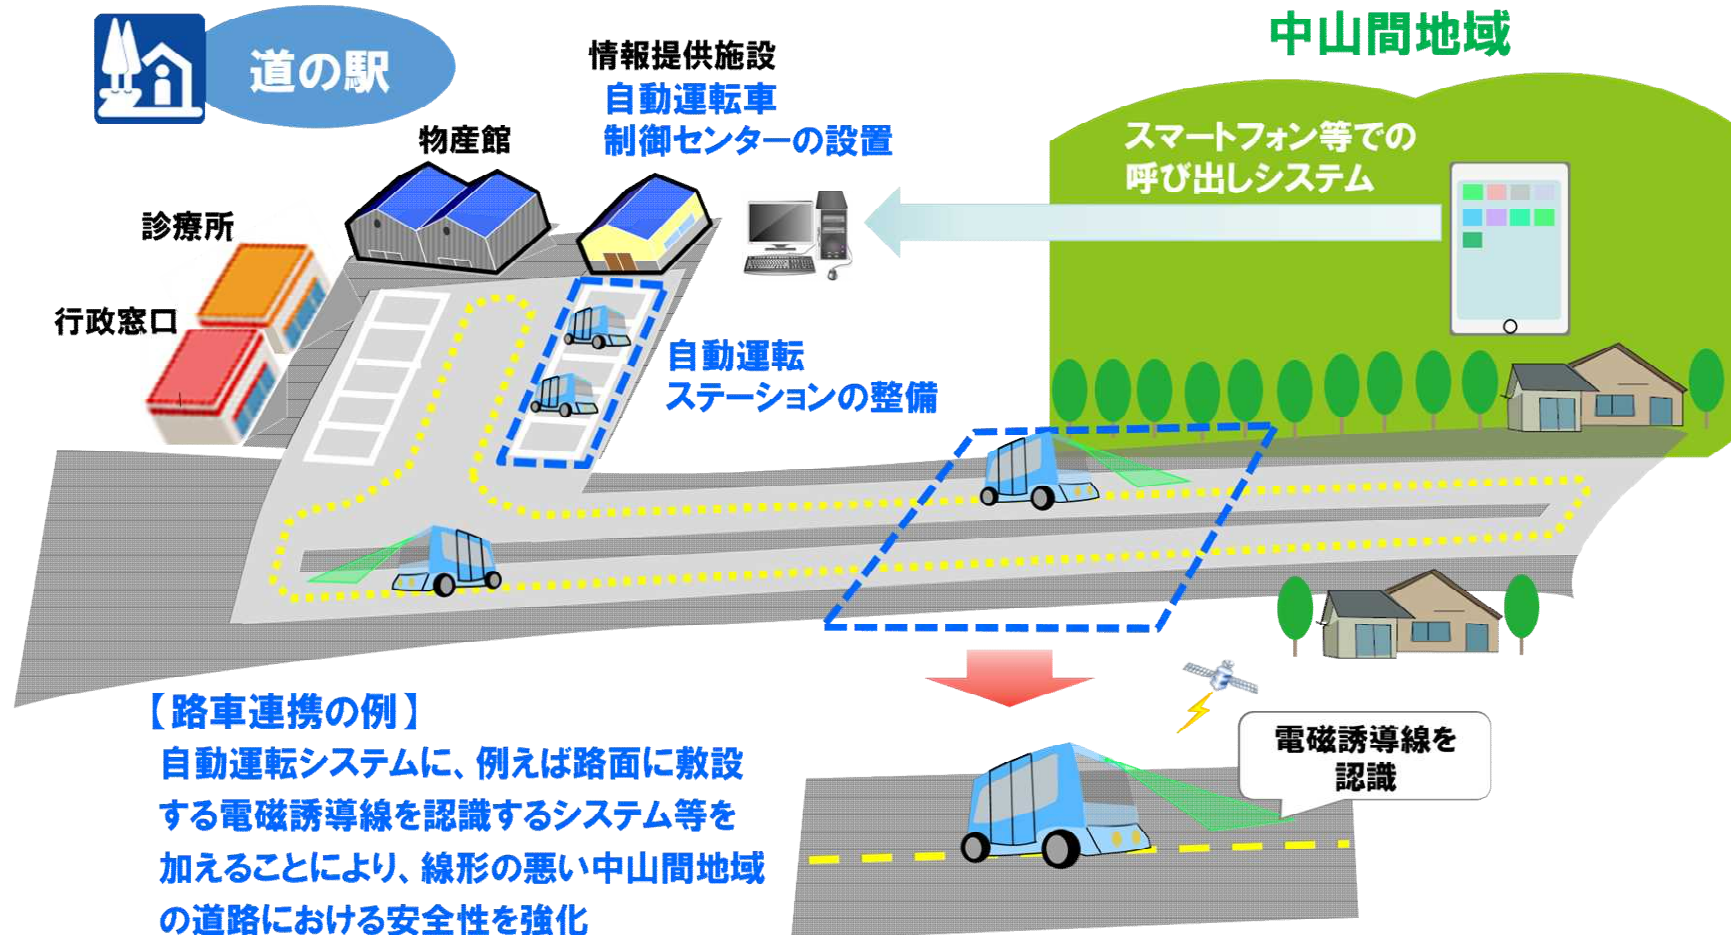 道の駅
情報提供施設
自動運転車
制御センターの設置
物産館
診療所
行政窓口
自動運転
ステーションの整備
中山間地域
スマートフォン等での
呼び出しシステム
【路車連携の例】
自動運転システムに、例えば路面に敷設
する電磁誘導線を認識するシステム等を
加えることにより、線形の悪い中山間地域
の道路における安全性を強化
電磁誘導線を
認識